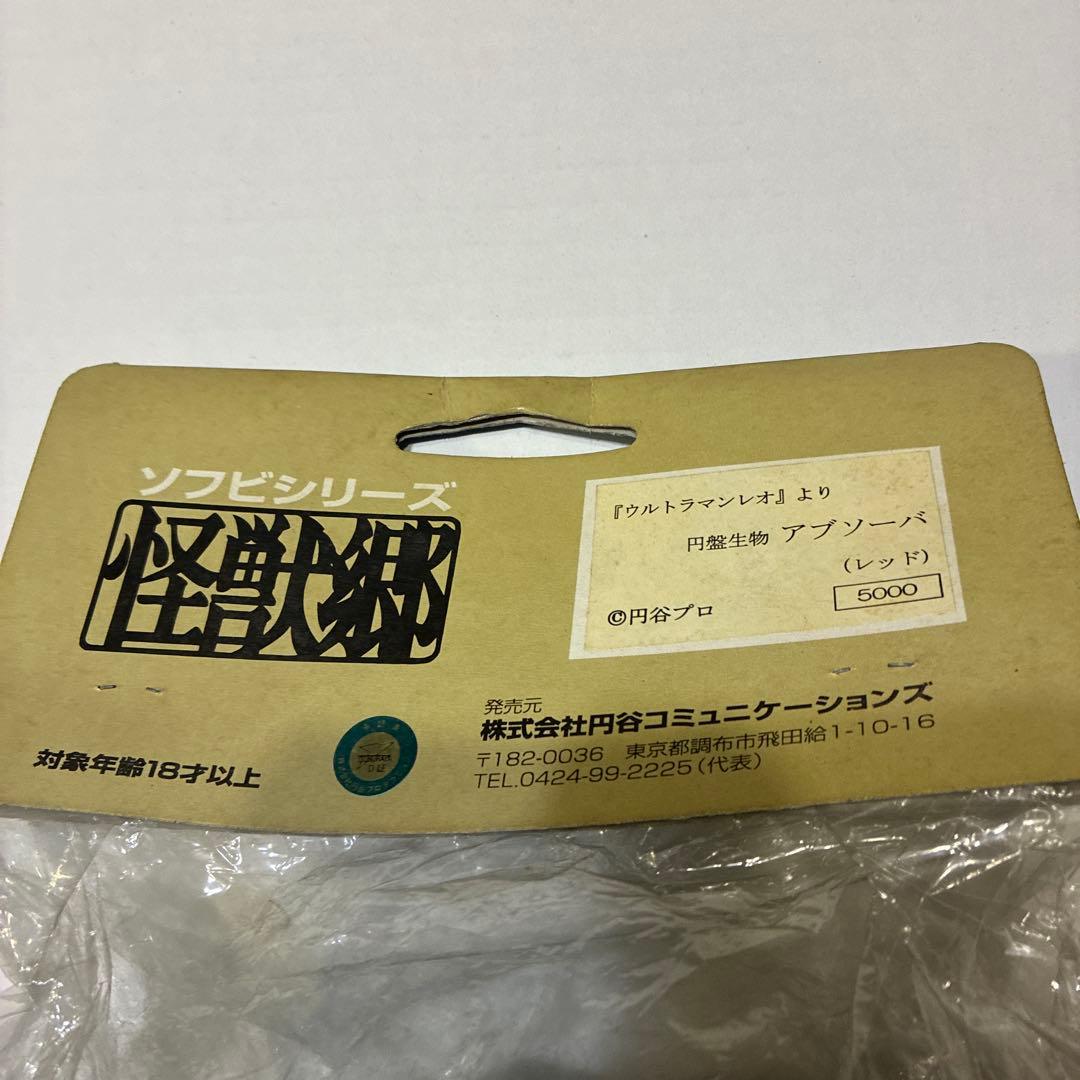 ソフビシリーズ
怪獣郷
対象年齢18才以上
『ウルトラマンレオ』より
円盤生物 アブソーバ
(レッド)
5000
©円谷プロ
発売元
株式会社円谷コミュニケーションズ
〒182-0036 東京都調布市飛田給1-10-16
TEL.0424-99-2225(代表)